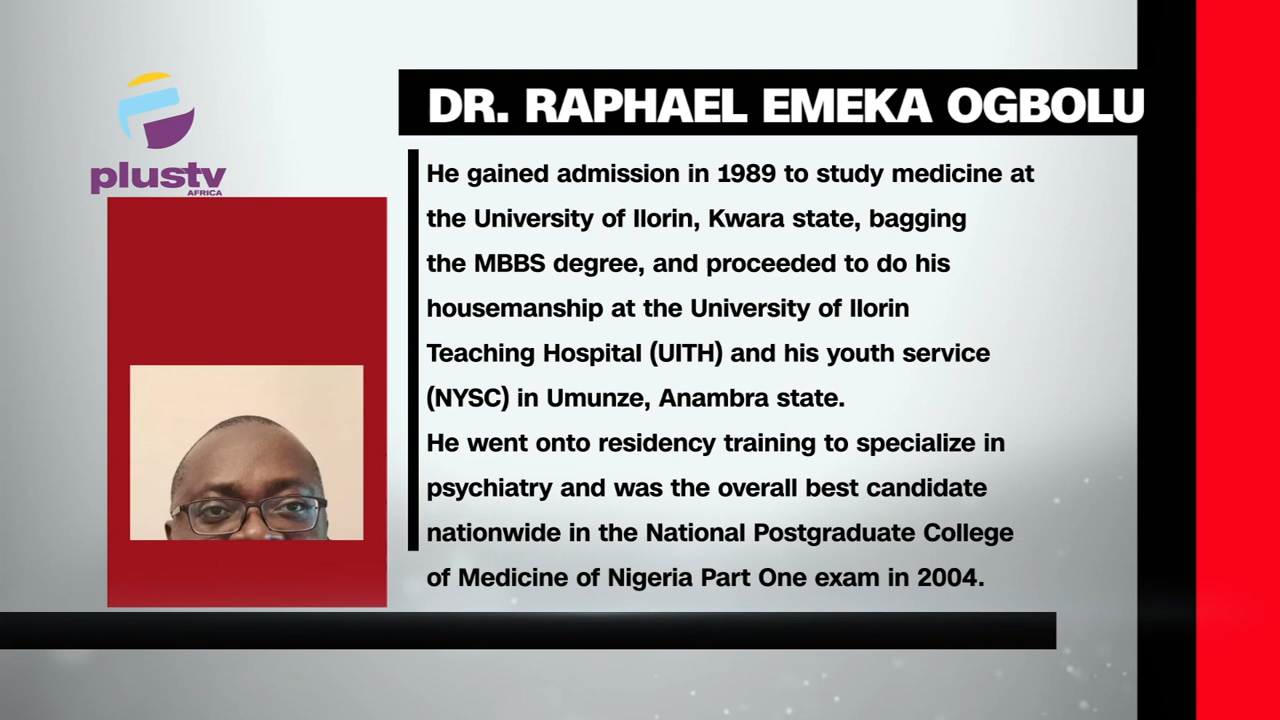 plustv
AFRICA
DR. RAPHAEL EMEKA OGBOLU
He gained admission in 1989 to study medicine at
the University of Ilorin, Kwara state, bagging
the MBBS degree, and proceeded to do his
housemanship at the University of Ilorin
Teaching Hospital (UITH) and his youth service
(NYSC) in Umunze, Anambra state.
He went onto residency training to specialize in
psychiatry and was the overall best candidate
nationwide in the National Postgraduate College
of Medicine of Nigeria Part One exam in 2004.